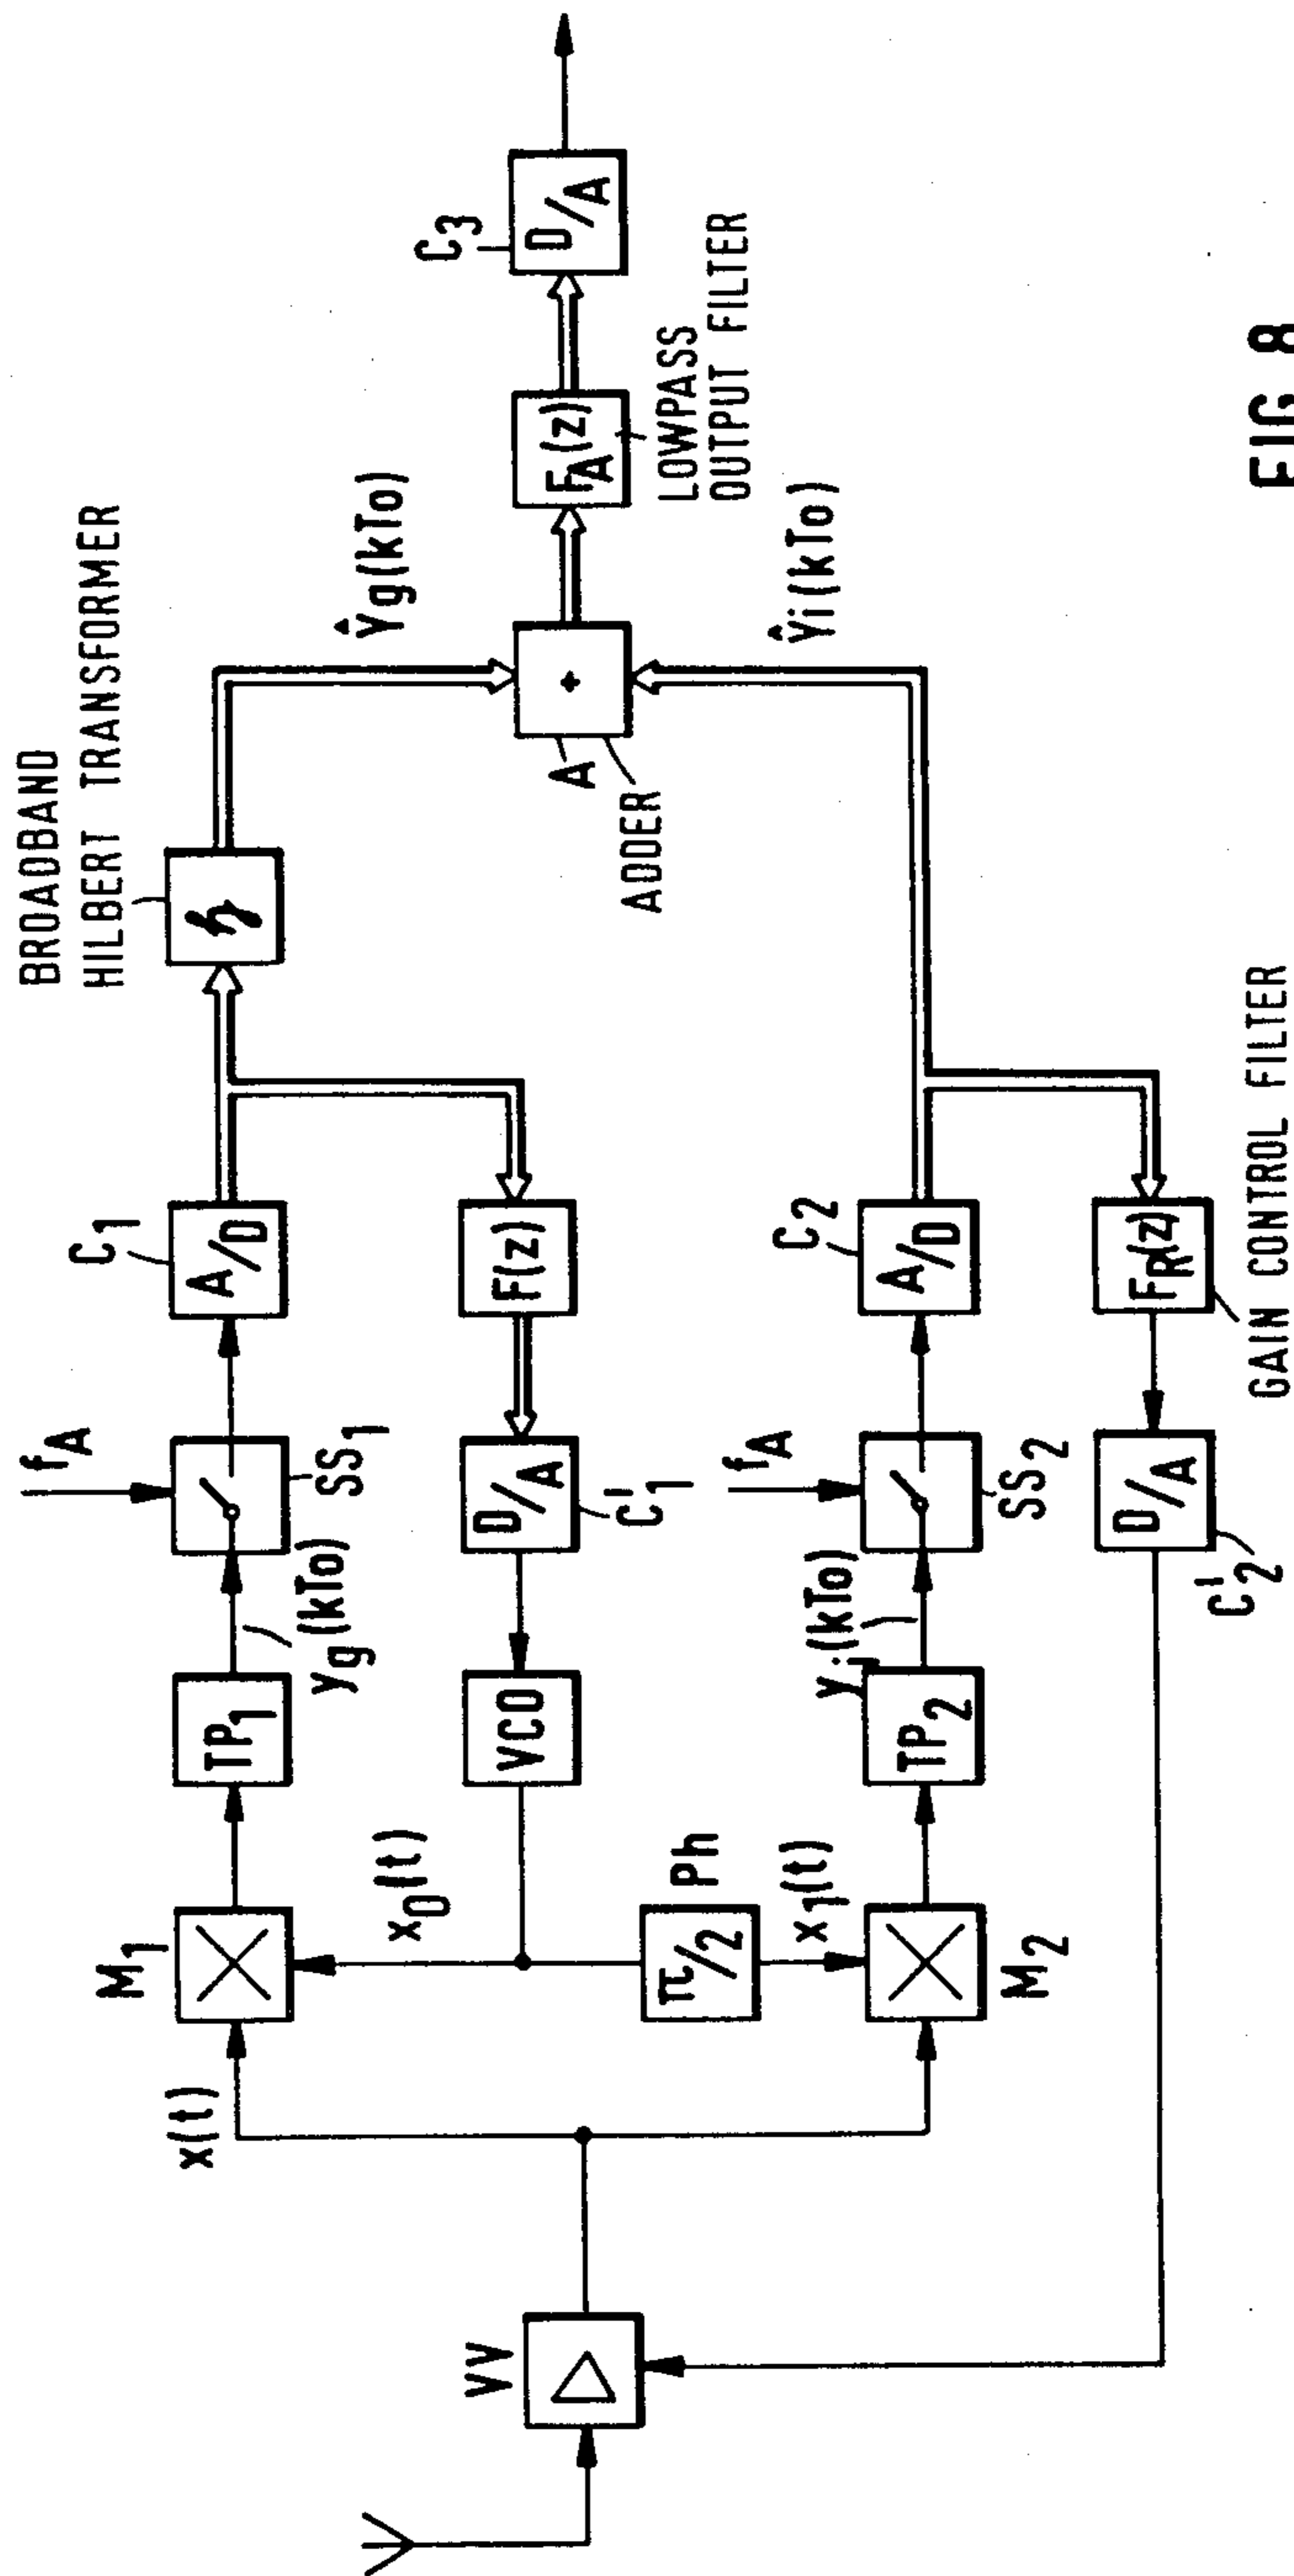 BROADBAND
HILBERT TRANSFORMER
x(t)
M1
TP1
yg(kTo)
fA
SS1
C1
A/D
ŷg(kTo)
x0(t)
VCO
D/A
C'1
F(z)
A
+
ADDER
FA(z)
LOWPASS
OUTPUT FILTER
C3
D/A
VV
π/2
Ph
x1(t)
M2
TP2
yi(kTo)
fA
SS2
C2
A/D
ŷi(kTo)
D/A
C'2
FR(z)
GAIN CONTROL FILTER
FIG. 8